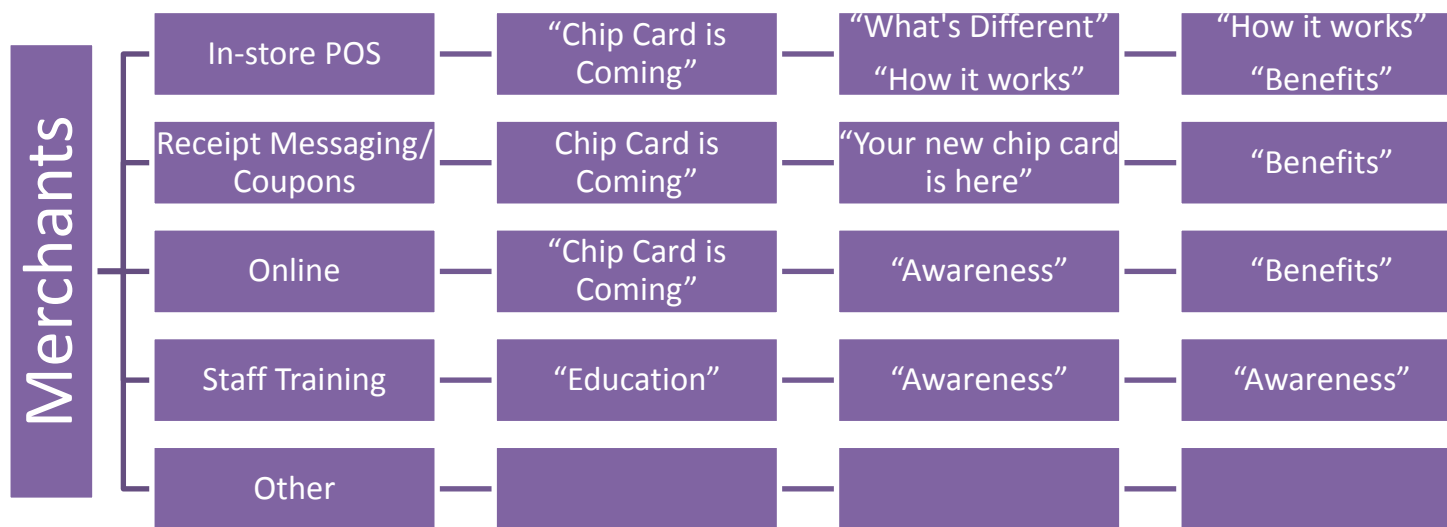 Merchants
In-store POS
“Chip Card is
Coming”
“What's Different”
“How it works”
“How it works”
“Benefits”
Receipt Messaging/
Coupons
Chip Card is
Coming”
“Your new chip card
is here”
“Benefits”
Online
“Chip Card is
Coming”
“Awareness”
“Benefits”
Staff Training
“Education”
“Awareness”
“Awareness”
Other